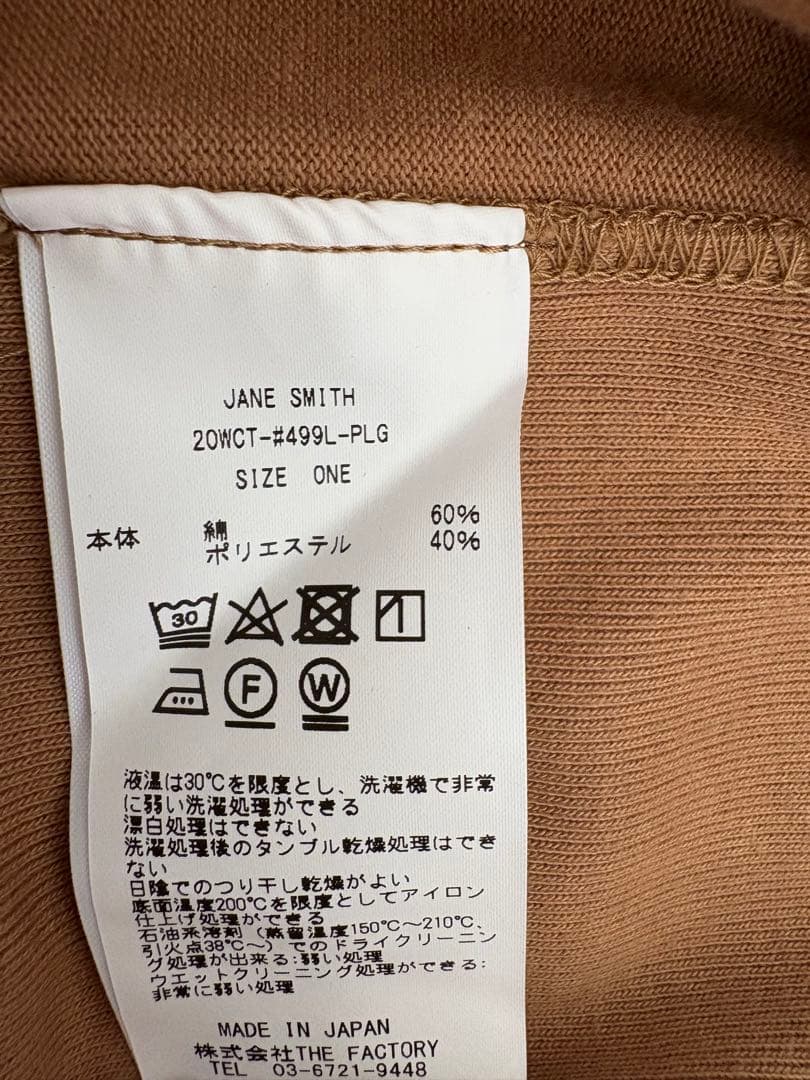 JANE SMITH
20WCT-#499L-PLG
SIZE ONE
本体 綿 60%
ポリエステル 40%
30
F W
液温は30℃を限度とし、洗濯機で非常
に弱い洗濯処理ができる
漂白処理はできない
洗濯処理後のタンブル乾燥処理はでき
ない
日陰でのつり干し乾燥がよい
底面温度200℃を限度としてアイロン
仕上げ処理ができる
石油系溶剤（蒸留温度150℃～210℃、
引火点38℃～）でのドライクリーニン
グ処理が出来る:弱い処理
ウエットクリーニング処理ができる:
非常に弱い処理
MADE IN JAPAN
株式会社THE FACTORY
TEL 03-6721-9448